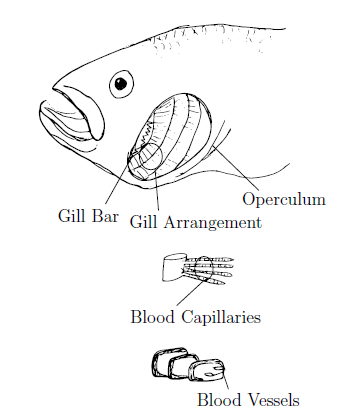 Operculum
Gill Bar
Gill Arrangement
Blood Capillaries
Blood Vessels